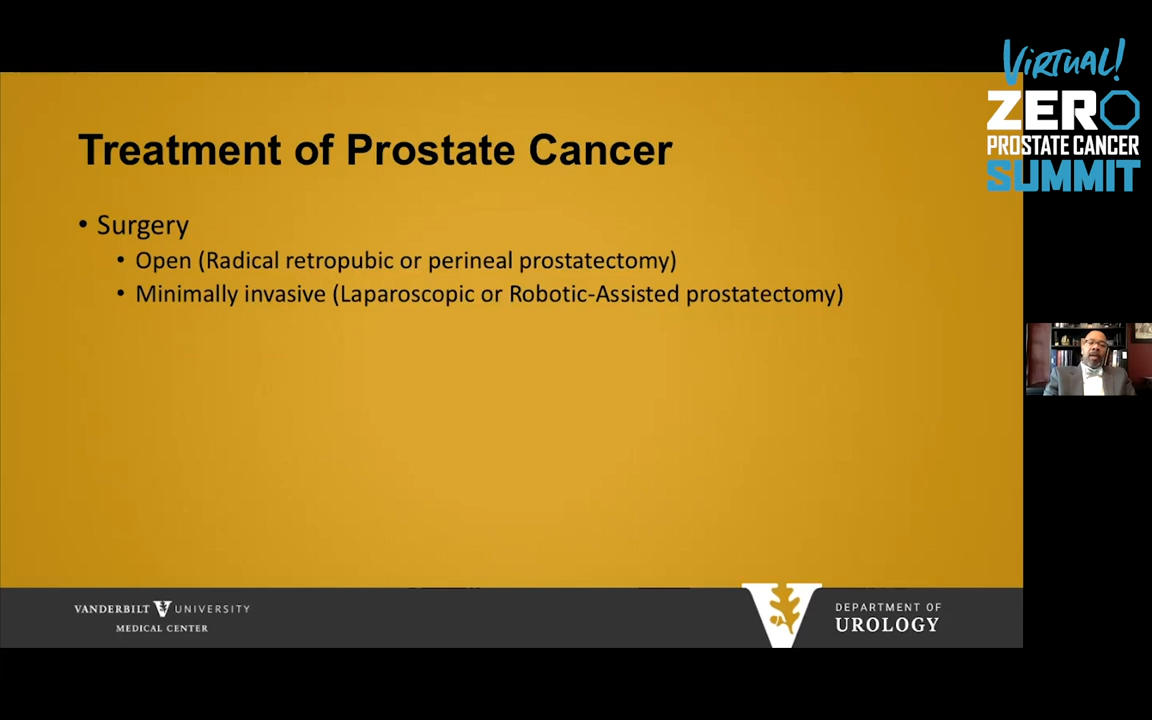 Treatment of Prostate Cancer
• Surgery
• Open (Radical retropubic or perineal prostatectomy)
• Minimally invasive (Laparoscopic or Robotic-Assisted prostatectomy)
VANDERBILT V UNIVERSITY
MEDICAL CENTER
V
DEPARTMENT OF
UROLOGY
ViRTUAL!
ZERO
PROSTATE CANCER
SUMMIT